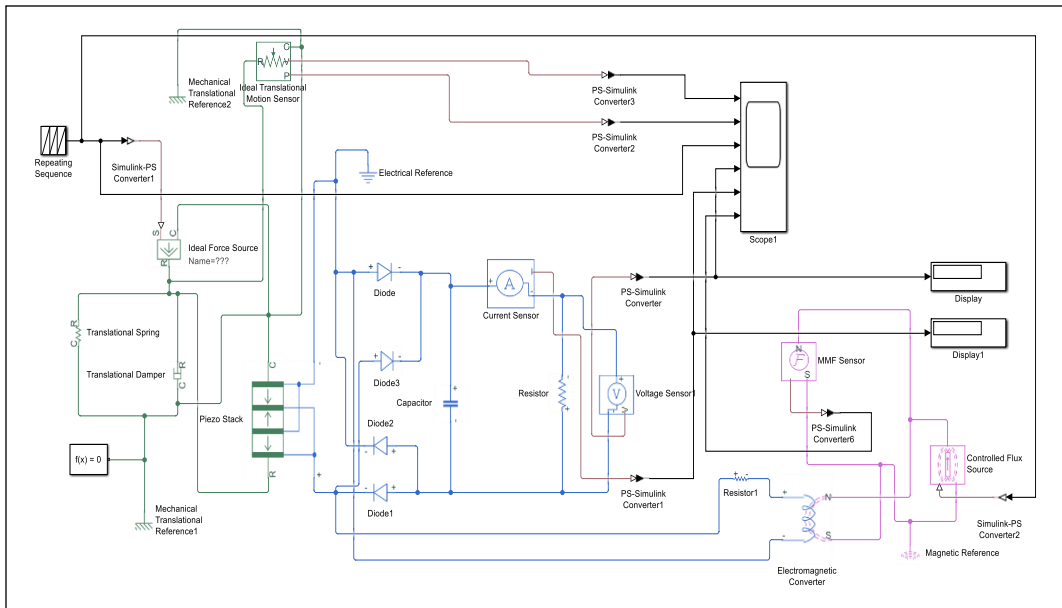 C
R
V
P
Ideal Translational
Motion Sensor
Mechanical
Translational
Reference2
PS-Simulink
Converter3
PS-Simulink
Converter2
Repeating
Sequence
Simulink-PS
Converter1
Electrical Reference
Scope1
S
C
R
Ideal Force Source
Name=???
+
-
Diode
+
A
-
I
Current Sensor
PS-Simulink
Converter
Display
Display1
R
C
Translational Spring
R
C
Translational Damper
+
-
Diode3
N
S
MMF Sensor
C
R
Piezo Stack
-
+
Capacitor
+
-
Resistor
-
+
+
V
-
V
Voltage Sensor1
Diode2
-
+
PS-Simulink
Converter6
f(x) = 0
Controlled Flux
Source
-
+
Diode1
PS-Simulink
Converter1
+
-
Resistor1
+
-
N
S
Mechanical
Translational
Reference1
Simulink-PS
Converter2
Magnetic Reference
Electromagnetic
Converter